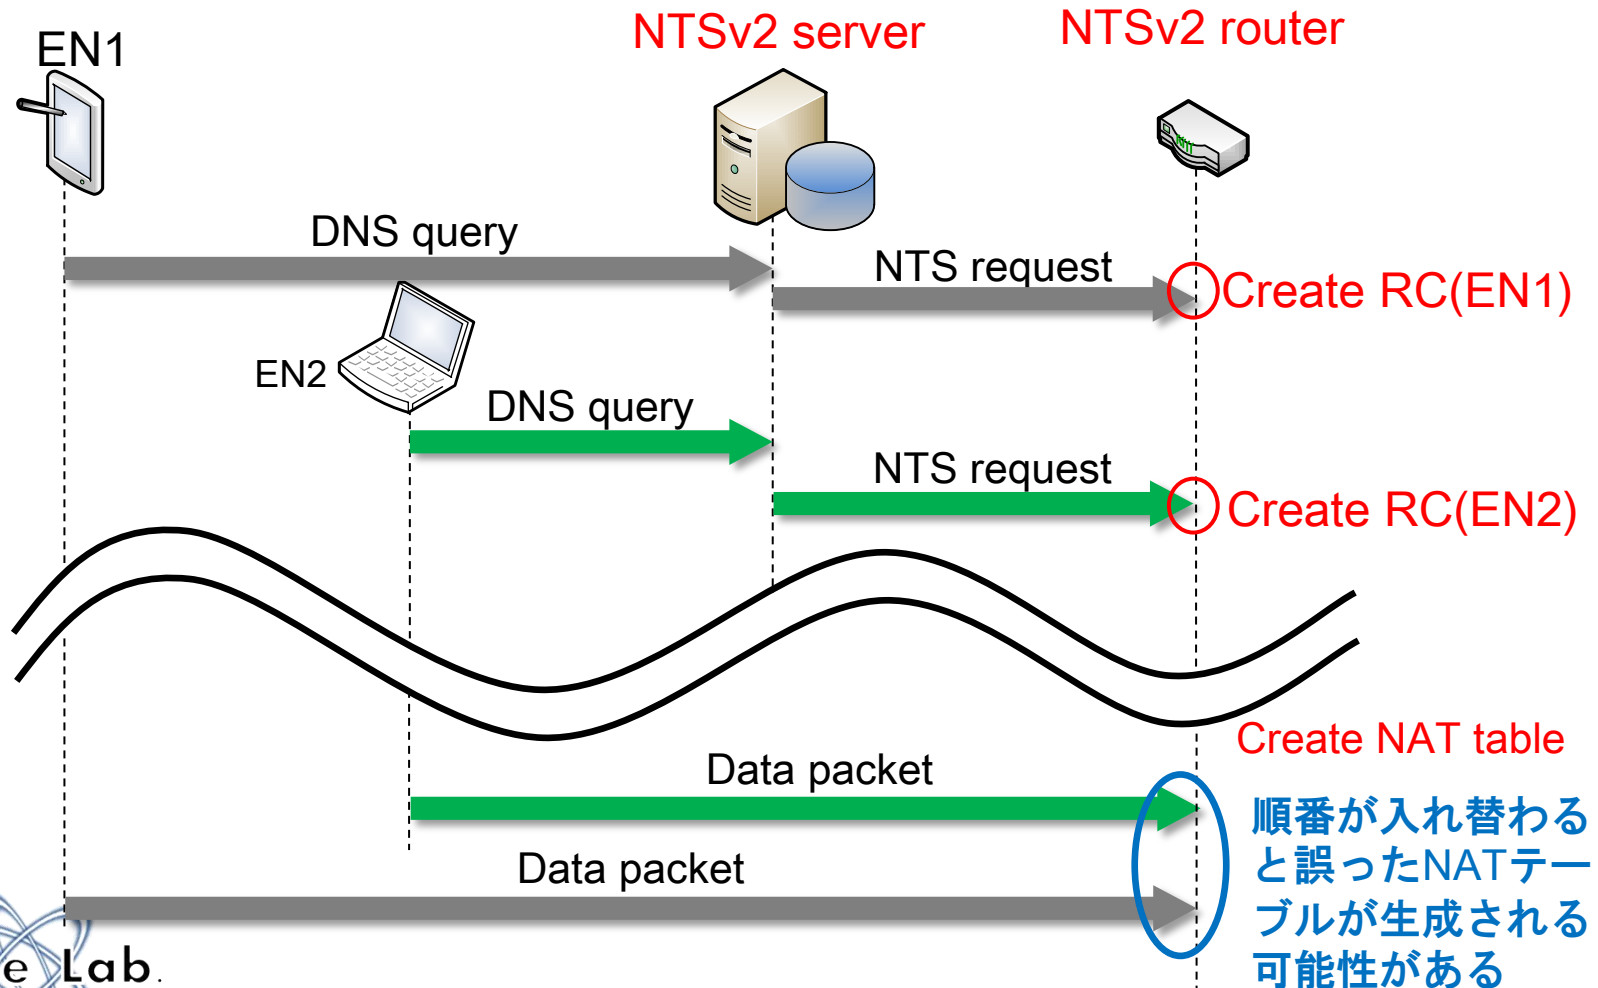 EN1
NTSv2 server
NTSv2 router
DNS query
NTS request
Create RC(EN1)
EN2
DNS query
NTS request
Create RC(EN2)
Create NAT table
Data packet
順番が入れ替わる
と誤ったNATテー
ブルが生成される
可能性がある
Data packet
e Lab.